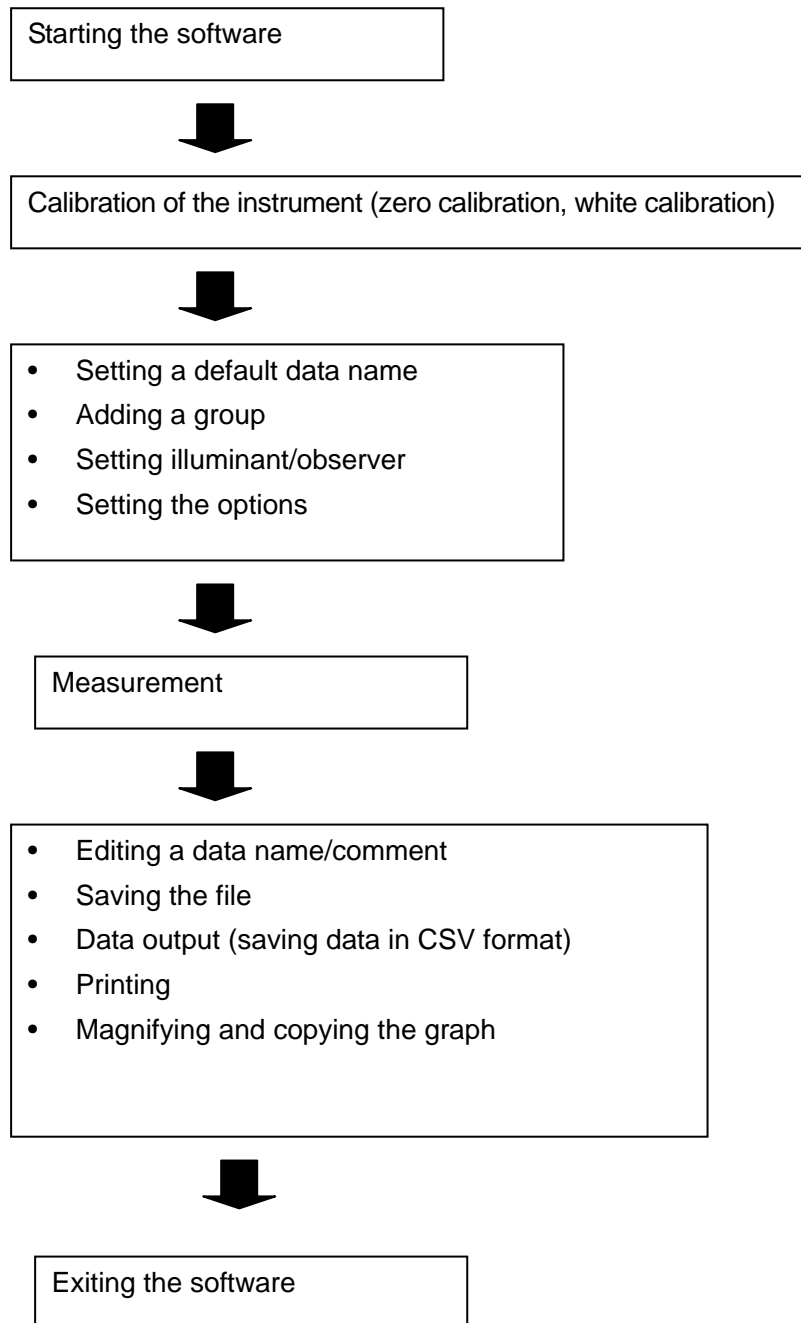 Starting the software
Calibration of the instrument (zero calibration, white calibration)
• Setting a default data name
• Adding a group
• Setting illuminant/observer
• Setting the options
Measurement
• Editing a data name/comment
• Saving the file
• Data output (saving data in CSV format)
• Printing
• Magnifying and copying the graph
Exiting the software